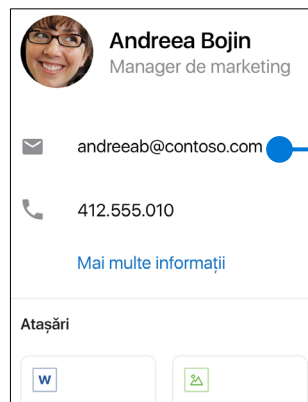 Andreea Bojin
Manager de marketing
andreeab@contoso.com
412.555.010
Mai multe informații
Atașări
W